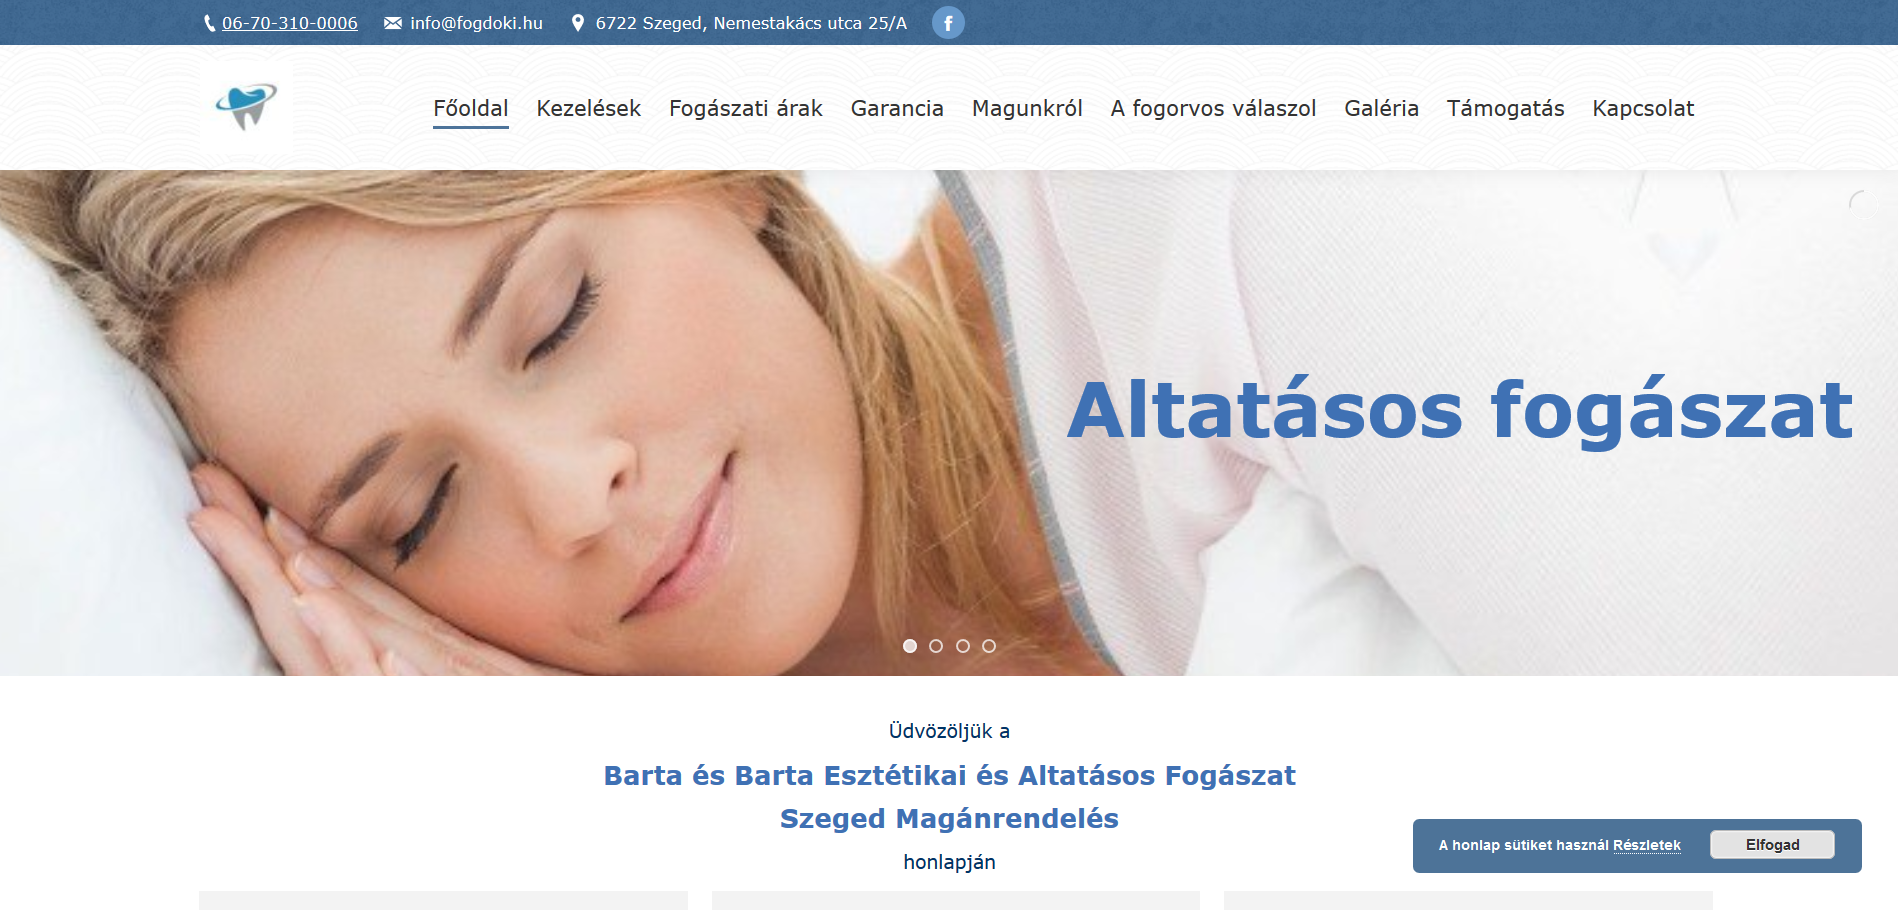 06-70-310-0006 info@fogdoki.hu 6722 Szeged, Nemestakács utca 25/A
Főoldal Kezelések Fogászati árak Garancia Magunkról A fogorvos válaszol Galéria Támogatás Kapcsolat
Altatásos fogászat
Üdvözöljük a
Barta és Barta Esztétikai és Altatásos Fogászat
Szeged Magánrendelés
honlapján
A honlap sütiket használ Részletek Elfogad